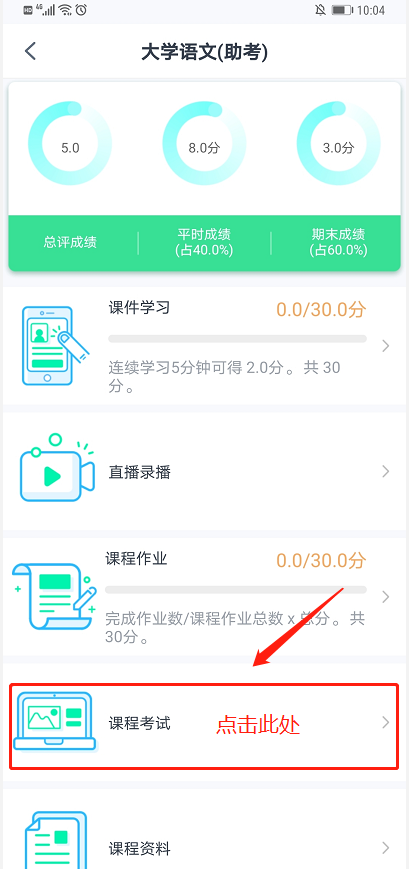 HD 4G 10:04
大学语文(助考)
5.0 8.0分 3.0分
总评成绩 平时成绩 期末成绩
(占40.0%) (占60.0%)
课件学习 0.0/30.0分
连续学习5分钟可得 2.0分 。共 30
分 。
直播录播
课程作业 0.0/30.0分
完成作业数/课程作业总数 x 总分 。共
30分 。
课程考试 点击此处
课程资料